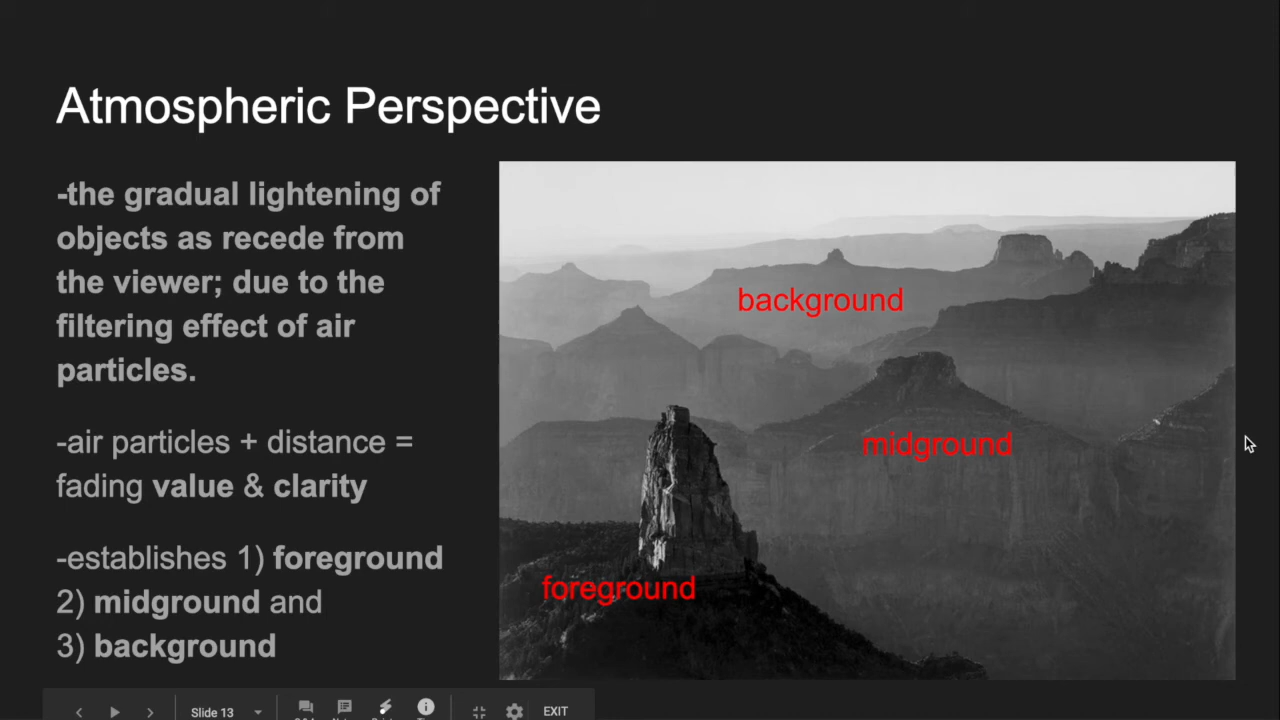 Atmospheric Perspective
-the gradual lightening of
objects as recede from
the viewer; due to the
filtering effect of air
particles.
-air particles + distance =
fading value & clarity
-establishes 1) foreground
2) midground and
3) background
background
midground
foreground
Slide 13
EXIT